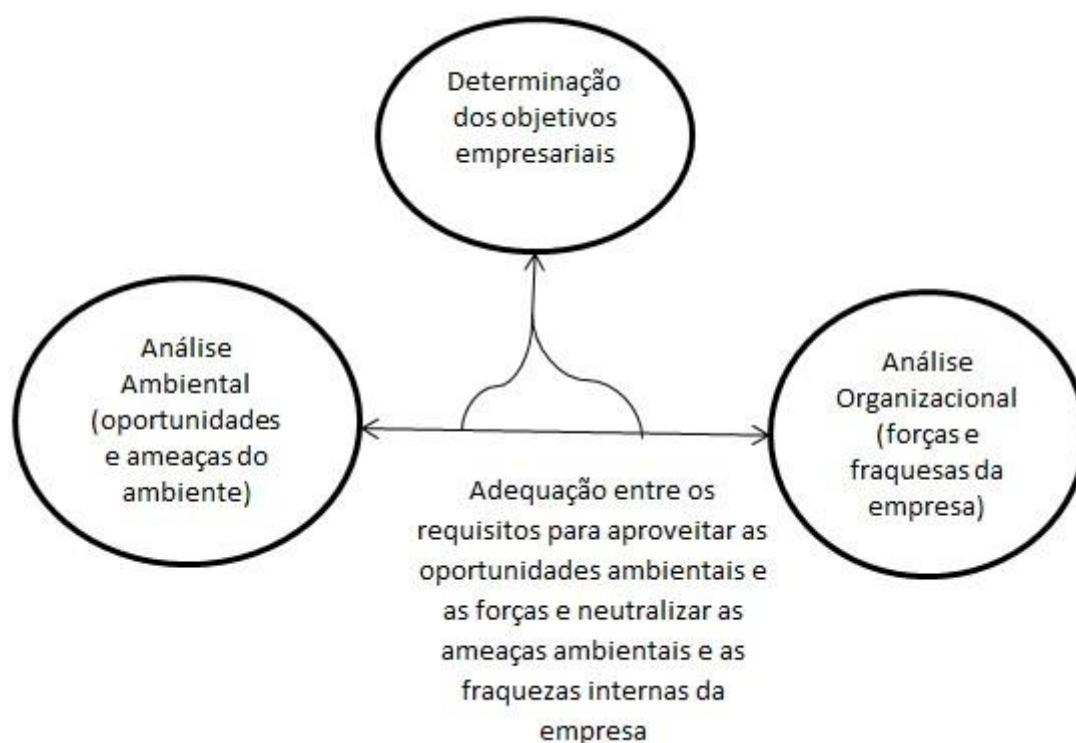 Determinação
dos objetivos
empresariais
Análise
Ambiental
(oportunidades
e ameaças do
ambiente)
Análise
Organizacional
(forças e
fraquesas da
empresa)
Adequação entre os
requisitos para aproveitar as
oportunidades ambientais e
as forças e neutralizar as
ameaças ambientais e as
fraquezas internas da
empresa